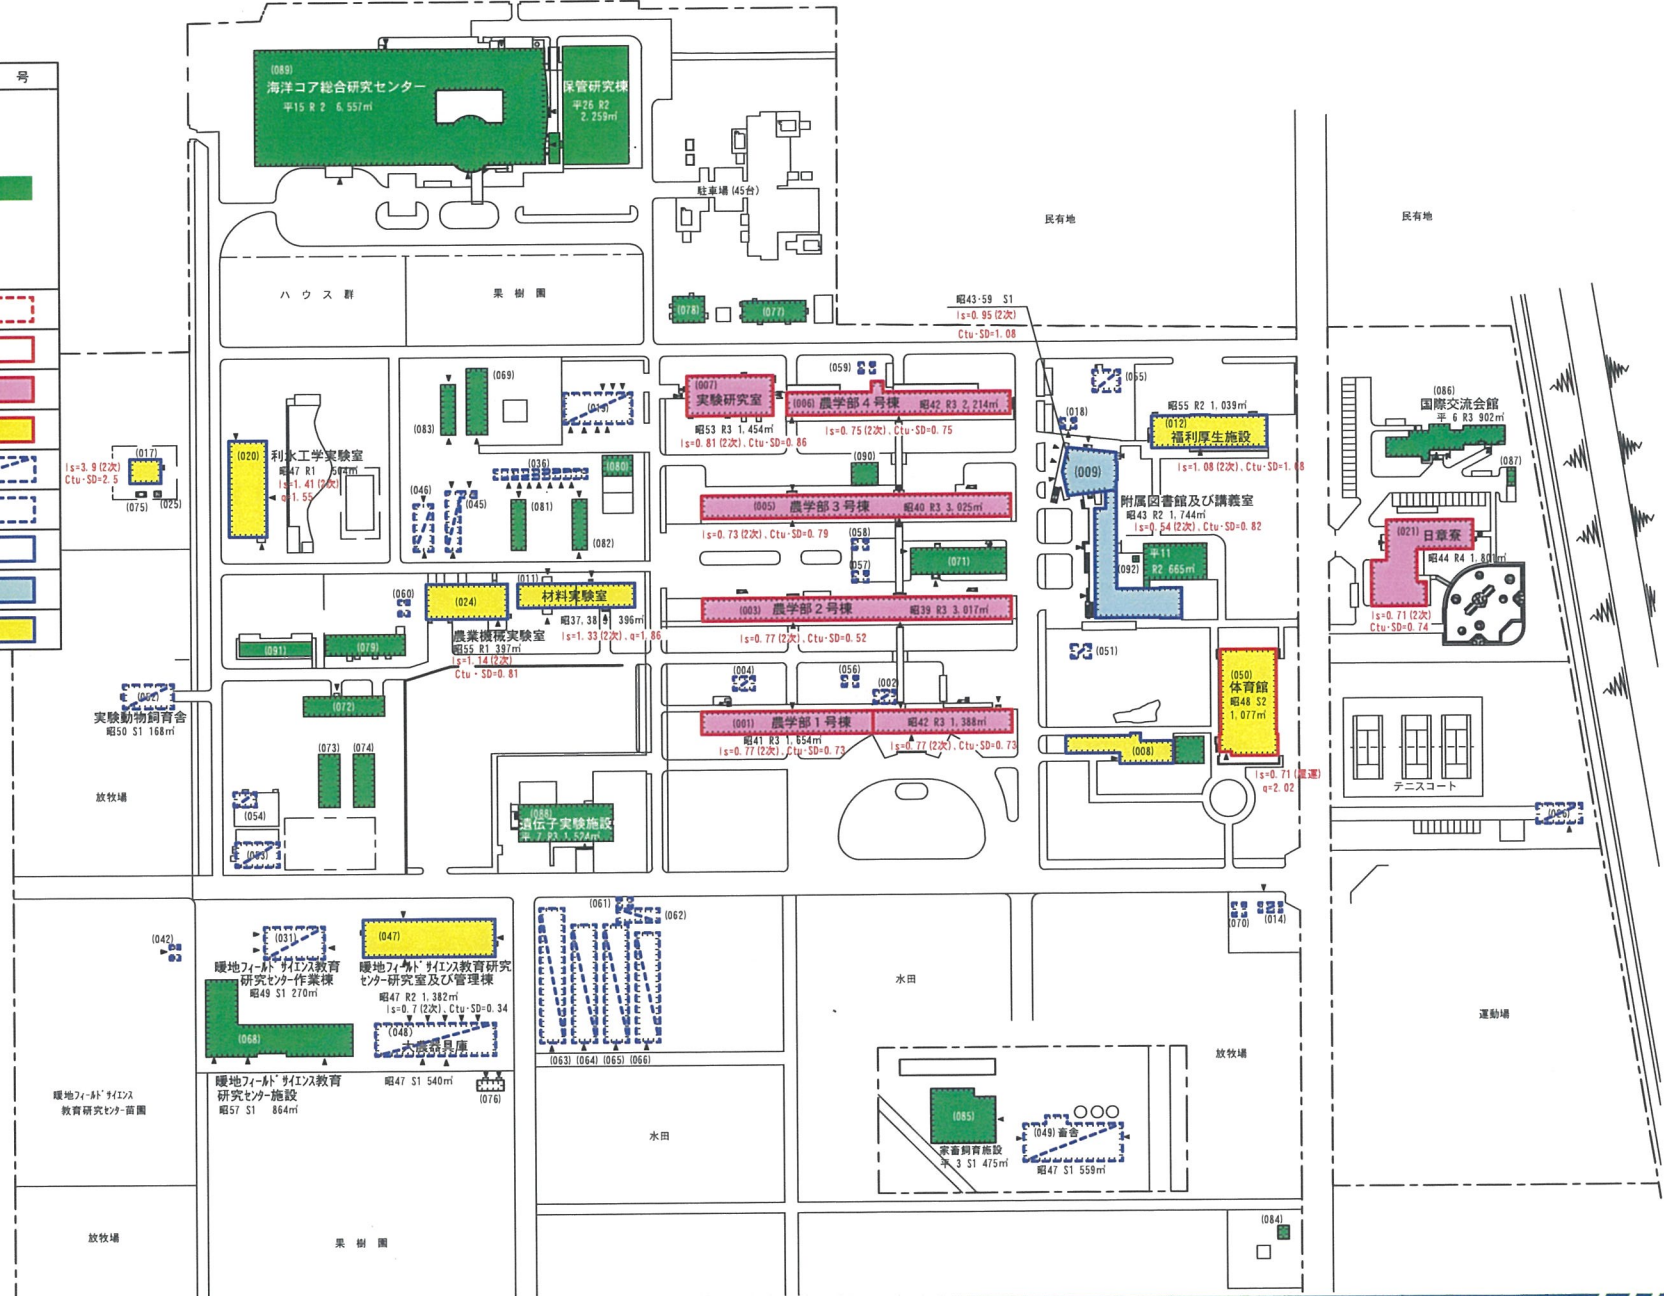 号
(089)
海洋コア総合研究センター
平15 R 2 6,557㎡
保管研究棟
平26 R2
2,259㎡
駐車場(45台)
民有地
民有地
ハウス群
果樹園
(078)
(077)
昭43-59 S1
Is=0.95(2次)
Ctu・SD=1.08
(069)
(083)
(059)
(007)
実験研究室
昭53 R3 1,454㎡
Is=0.81(2次)、Ctu・SD=0.86
(006) 農学部4号棟 昭42 R3 2,214㎡
Is=0.75(2次)、Ctu・SD=0.75
(018)
昭55 R2 1,039㎡
(012)
福利厚生施設
(086)
国際交流会館
平 6 R3 902㎡
(087)
(017)
Is=3.9(2次)
Ctu・SD=2.5
(075)
(025)
(020)
利水工学実験室
(036)
(080)
(046)
(045)
(081)
(082)
(090)
(005) 農学部3号棟 昭40 R3 3,025㎡
Is=0.73(2次)、Ctu・SD=0.79
(009)
附属図書館及び講義室
昭43 R2 1,744㎡
Is=0.54(2次)、Ctu・SD=0.82
(058)
(057)
(071)
平11
R2 665㎡
(092)
(021) 日章寮
昭44 R4 1,801㎡
Is=0.71(2次)
Ctu・SD=0.74
(060)
(024)
(011)
材料実験室
昭37,38 396㎡
Is=1.33(2次)、q=1.86
農業機械実験室
昭55 R1 397㎡
Is=1.14(2次)
Ctu・SD=0.81
(003) 農学部2号棟 昭39 R3 3,017㎡
Is=0.77(2次)、Ctu・SD=0.52
(091)
(079)
(051)
(004)
(056)
(002)
(050)
体育館
昭48 S2
1,077㎡
実験動物飼育舎
昭50 S1 168㎡
(072)
(001) 農学部1号棟 昭42 R3 1,388㎡
昭41 R3 1,654㎡
Is=0.77(2次)、Ctu・SD=0.73
Is=0.77(2次)、Ctu・SD=0.73
(008)
(073)
(074)
q=2.02
テニスコート
放牧場
(054)
(088)
遺伝子実験施設
平 7 R3 1,524㎡
(042)
(031)
暖地フィールドサイエンス教育
研究センター作業棟
昭49 S1 270㎡
(047)
暖地フィールドサイエンス教育研究
センター研究室及び管理棟
昭47 R2 1,382㎡
Is=0.7(2次)、Ctu・SD=0.34
(061)
(062)
(070)
(014)
水田
運動場
(048)
大農器具庫
昭47 S1 540㎡
(068)
暖地フィールドサイエンス教育
研究センター施設
昭57 S1 864㎡
(063)
(064)
(065)
(066)
(076)
放牧場
暖地フィールドサイエンス
教育研究センター苗圃
水田
(085)
家畜飼育施設
平 3 S1 475㎡
(049) 畜舎
昭47 S1 559㎡
(084)
放牧場
果樹園